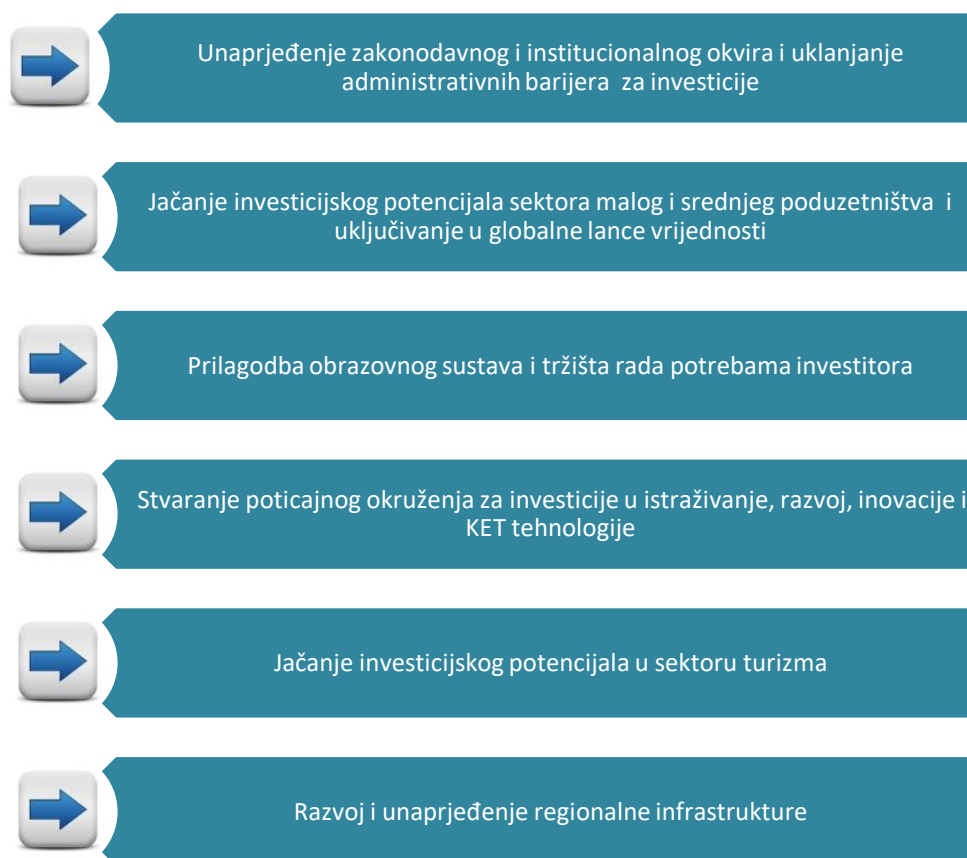 Unaprjeđenje zakonodavnog i institucionalnog okvira i uklanjanje
administrativnih barijera za investicije
Jačanje investicijskog potencijala sektora malog i srednjeg poduzetništva i
uključivanje u globalne lance vrijednosti
Prilagodba obrazovnog sustava i tržišta rada potrebama investitora
Stvaranje poticajnog okruženja za investicije u istraživanje, razvoj, inovacije i
KET tehnologije
Jačanje investicijskog potencijala u sektoru turizma
Razvoj i unaprjeđenje regionalne infrastrukture